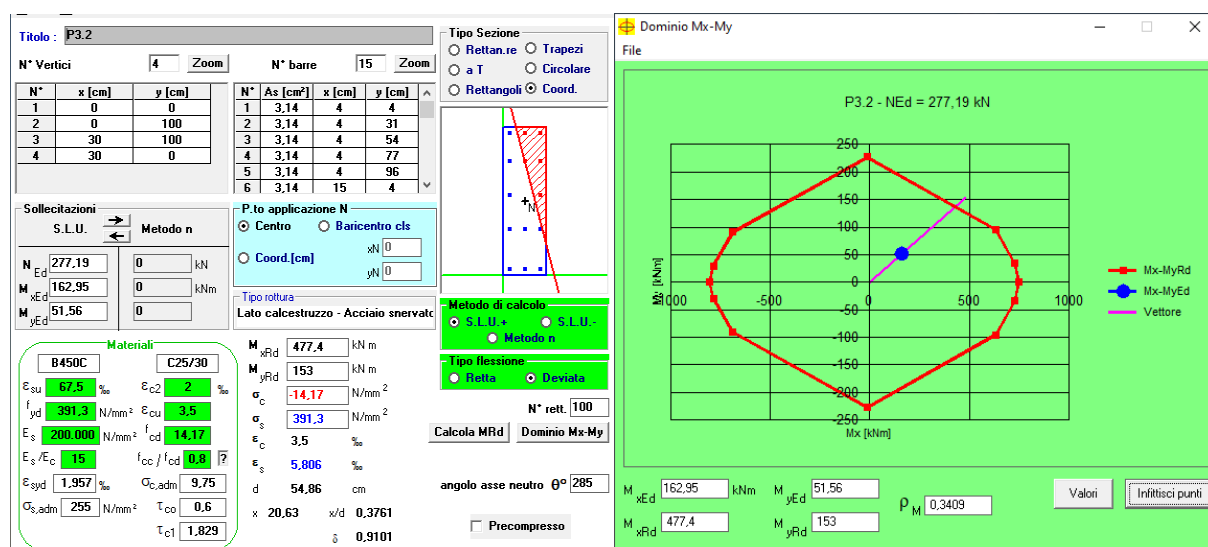 Titolo : P3.2
N° Vertici 4 Zoom N° barre 15 Zoom
N° x [cm] y [cm]
1 0 0
2 0 100
3 30 100
4 30 0
N° As [cm²] x [cm] y [cm]
1 3,14 4 4
2 3,14 4 31
3 3,14 4 54
4 3,14 4 77
5 3,14 4 96
6 3,14 15 4
Tipo Sezione
Rettan.re Trapezi
a T Circolare
Rettangoli Coord.
N
Sollecitazioni
S.L.U. Metodo n
N Ed 277,19 0 kN
M xEd 162,95 0 kNm
M yEd 51,56 0
P.to applicazione N
Centro Baricentro cls
Coord.[cm]
xN 0
yN 0
Tipo rottura
Lato calcestruzzo - Acciaio snervato
Metodo di calcolo
S.L.U.+ S.L.U.-
Metodo n
Tipo flessione
Retta Deviata
N° rett. 100
Calcola MRd Dominio Mx-My
angolo asse neutro θ° 285
Precompresso
Materiali
B450C C25/30
εsu 67,5 ‰ εc2 2 ‰
fyd 391,3 N/mm² εcu 3,5
Es 200.000 N/mm² fcd 14,17
Es /Ec 15 fcc / fcd 0,8 ?
εsyd 1,957 ‰ σc,adm 9,75
σs,adm 255 N/mm² τco 0,6
τc1 1,829
M xRd 477,4 kN m
M yRd 153 kN m
σc -14,17 N/mm²
σs 391,3 N/mm²
εc 3,5 ‰
εs 5,806 ‰
d 54,86 cm
x 20,63 x/d 0,3761
δ 0,9101
Dominio Mx-My
File
P3.2 - NEd = 277,19 kN
250
200
150
100
50
0
-50
-100
-150
-200
-250
-500 0 500 1000
Mx [kNm]
Mx-MyRd
Mx-MyEd
Vettore
M xEd 162,95 kNm M yEd 51,56
M xRd 477,4 M yRd 153
ρ M 0,3409
Valori Infittisci punti